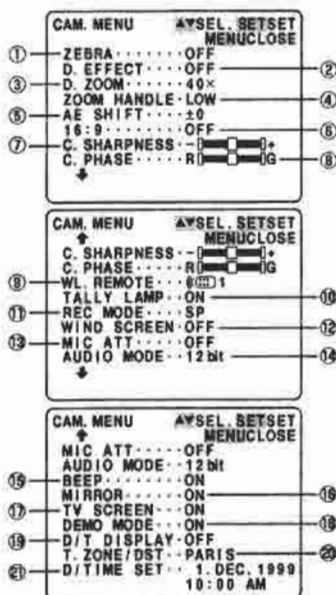 CAM. MENU ▲▼SEL. SETSET
MENUCLOSE
① ZEBRA······OFF
D. EFFECT·····OFF ②
③ D. ZOOM·····40×
ZOOM HANDLE·LOW ④
⑤ AE SHIFT····±0
16:9········OFF ⑥
⑦ C. SHARPNESS·− +
C. PHASE····R G ⑧
CAM. MENU ▲▼SEL. SETSET
MENUCLOSE
C. SHARPNESS·− +
C. PHASE····R G
⑨ WL. REMOTE··· 1
TALLY LAMP··ON ⑩
⑪ REC MODE····SP
WIND SCREEN·OFF ⑫
⑬ MIC ATT·····OFF
AUDIO MODE··12bit ⑭
CAM. MENU ▲▼SEL. SETSET
MENUCLOSE
MIC ATT·····OFF
AUDIO MODE··12bit
⑮ BEEP········ON
MIRROR······ON ⑯
⑰ TV SCREEN···ON
DEMO MODE···ON ⑱
⑲ D/T DISPLAY·OFF
T. ZONE/DST··PARIS ⑳
㉑ D/TIME SET·· 1. DEC. 1999
10:00 AM